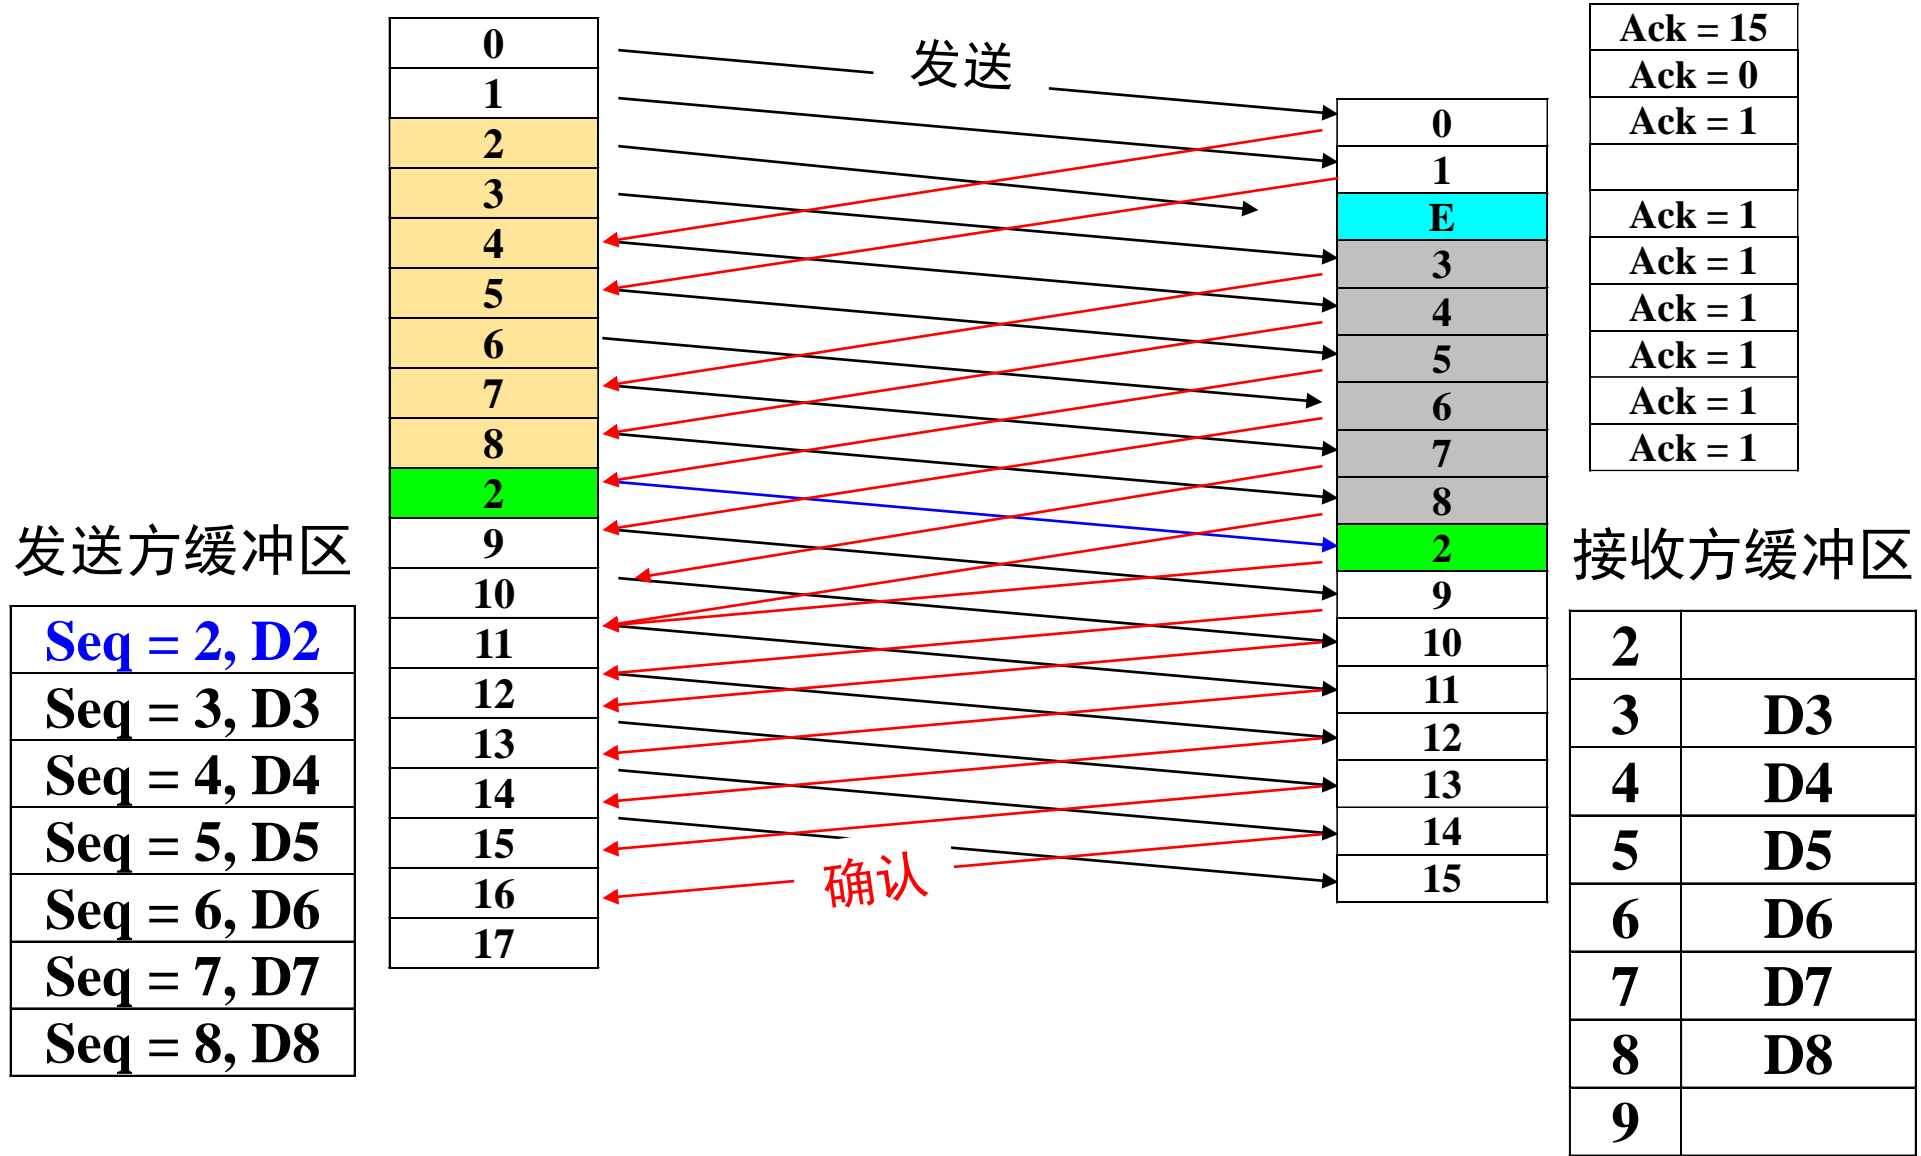 发送
0
1
2
3
4
5
6
7
8
2
9
10
11
12
13
14
15
16
17
0
1
E
3
4
5
6
7
8
2
9
10
11
12
13
14
15
Ack = 15
Ack = 0
Ack = 1
Ack = 1
Ack = 1
Ack = 1
Ack = 1
Ack = 1
Ack = 1
确认
发送方缓冲区
Seq = 2, D2
Seq = 3, D3
Seq = 4, D4
Seq = 5, D5
Seq = 6, D6
Seq = 7, D7
Seq = 8, D8
接收方缓冲区
2
3 D3
4 D4
5 D5
6 D6
7 D7
8 D8
9